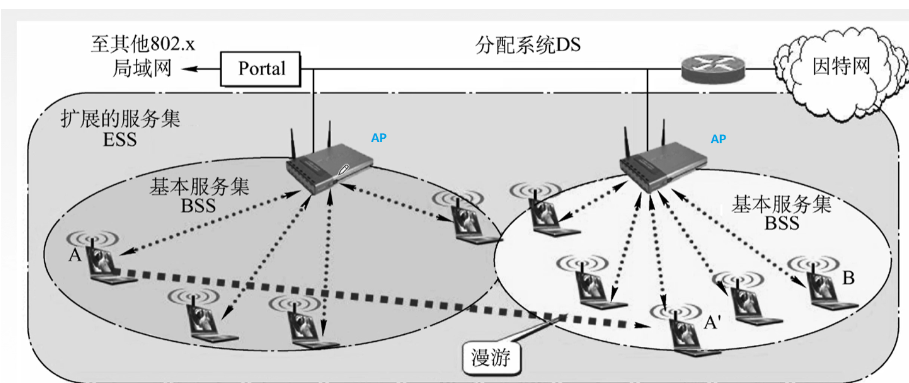 至其他802.x
局域网
Portal
分配系统DS
因特网
扩展的服务集
ESS
AP
AP
基本服务集
BSS
基本服务集
BSS
A
B
A'
漫游